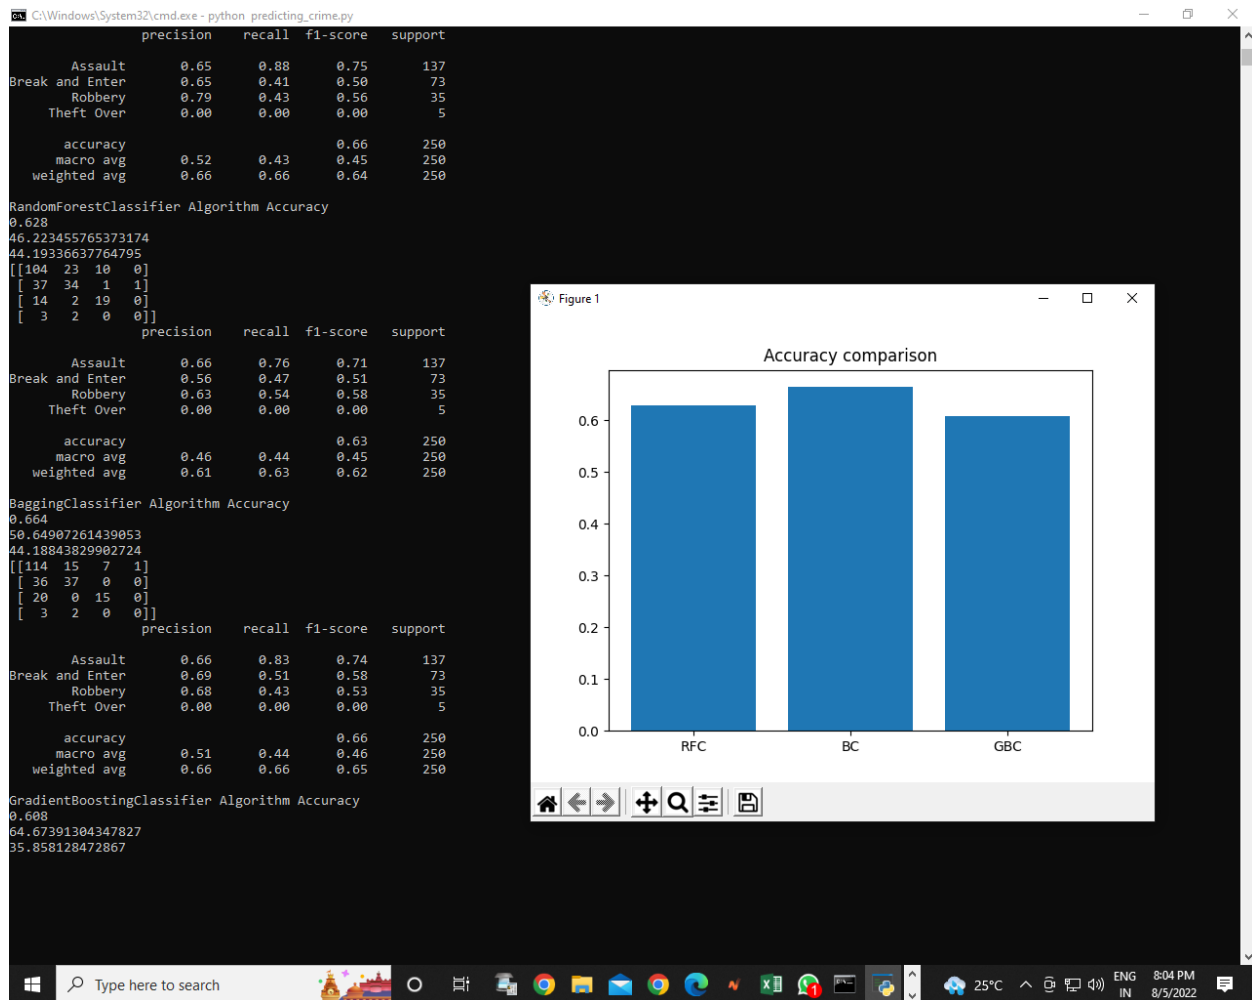 C:\Windows\System32\cmd.exe - python  predicting_crime.py
precision    recall  f1-score   support
Assault       0.65      0.88      0.75       137
Break and Enter       0.65      0.41      0.50        73
Robbery       0.79      0.43      0.56        35
Theft Over       0.00      0.00      0.00         5
accuracy                           0.66       250
macro avg       0.52      0.43      0.45       250
weighted avg       0.66      0.66      0.64       250
RandomForestClassifier Algorithm Accuracy
0.628
46.223455765373174
44.19336637764795
[[104  23  10   0]
[ 37  34   1   1]
[ 14   2  19   0]
[  3   2   0   0]]
precision    recall  f1-score   support
Assault       0.66      0.76      0.71       137
Break and Enter       0.56      0.47      0.51        73
Robbery       0.63      0.54      0.58        35
Theft Over       0.00      0.00      0.00         5
accuracy                           0.63       250
macro avg       0.46      0.44      0.45       250
weighted avg       0.61      0.63      0.62       250
BaggingClassifier Algorithm Accuracy
0.664
50.64907261439053
44.18843829902724
[[114  15   7   1]
[ 36  37   0   0]
[ 20   0  15   0]
[  3   2   0   0]]
precision    recall  f1-score   support
Assault       0.66      0.83      0.74       137
Break and Enter       0.69      0.51      0.58        73
Robbery       0.68      0.43      0.53        35
Theft Over       0.00      0.00      0.00         5
accuracy                           0.66       250
macro avg       0.51      0.44      0.46       250
weighted avg       0.66      0.66      0.65       250
GradientBoostingClassifier Algorithm Accuracy
0.608
64.67391304347827
35.858128472867
Figure 1
Accuracy comparison
0.6
0.5
0.4
0.3
0.2
0.1
0.0
RFC BC GBC
Type here to search
1
25°C
ENG
IN
8:04 PM
8/5/2022